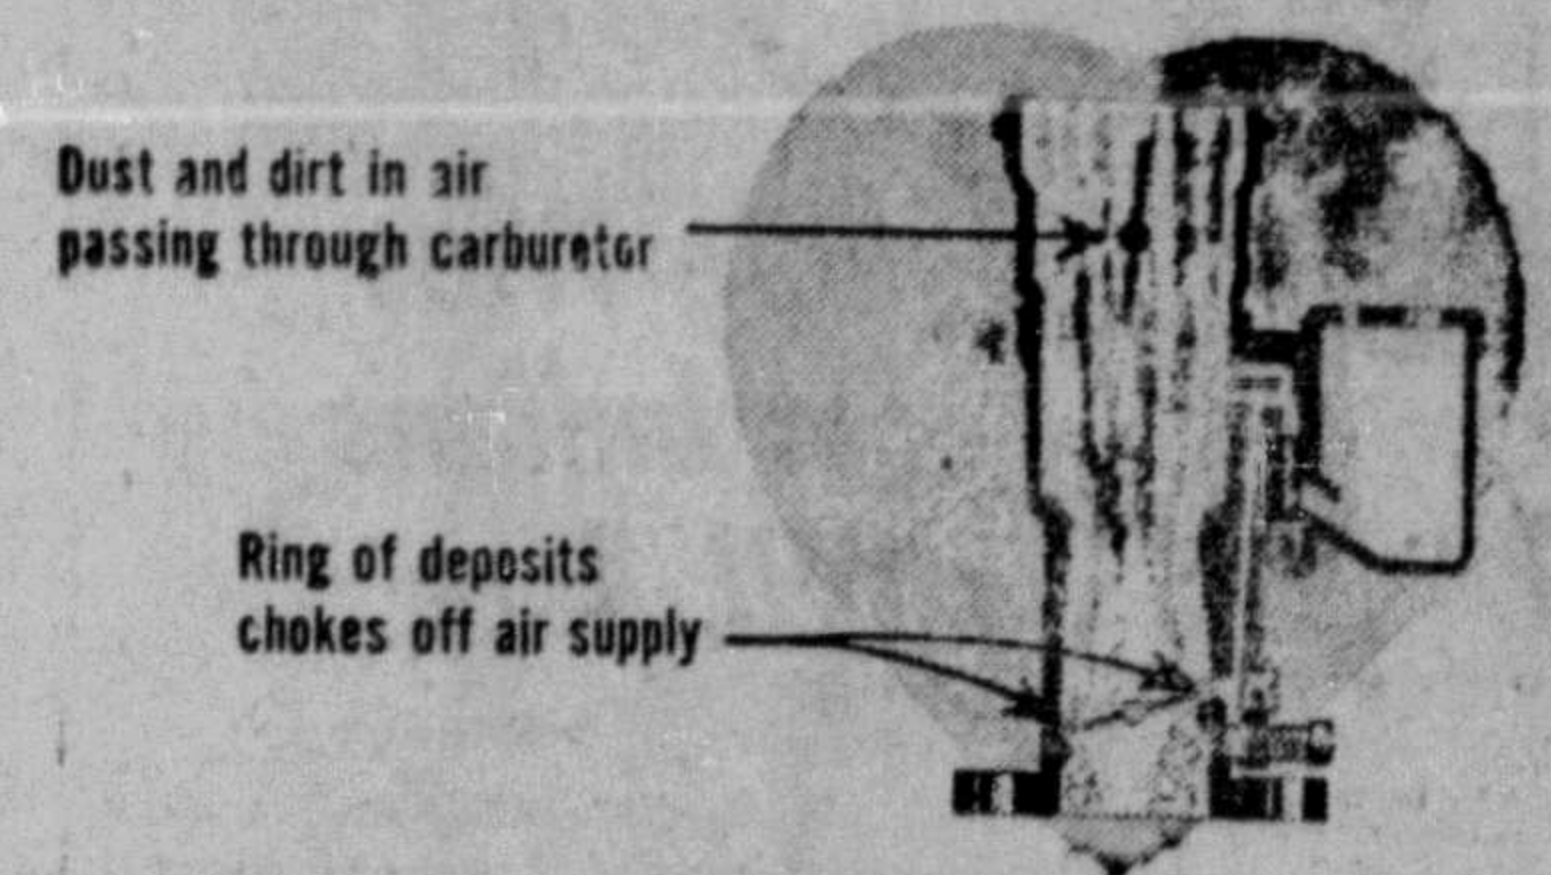 Dust and dirt in air
passing through carburetor
Ring of deposits
chokes off air supply